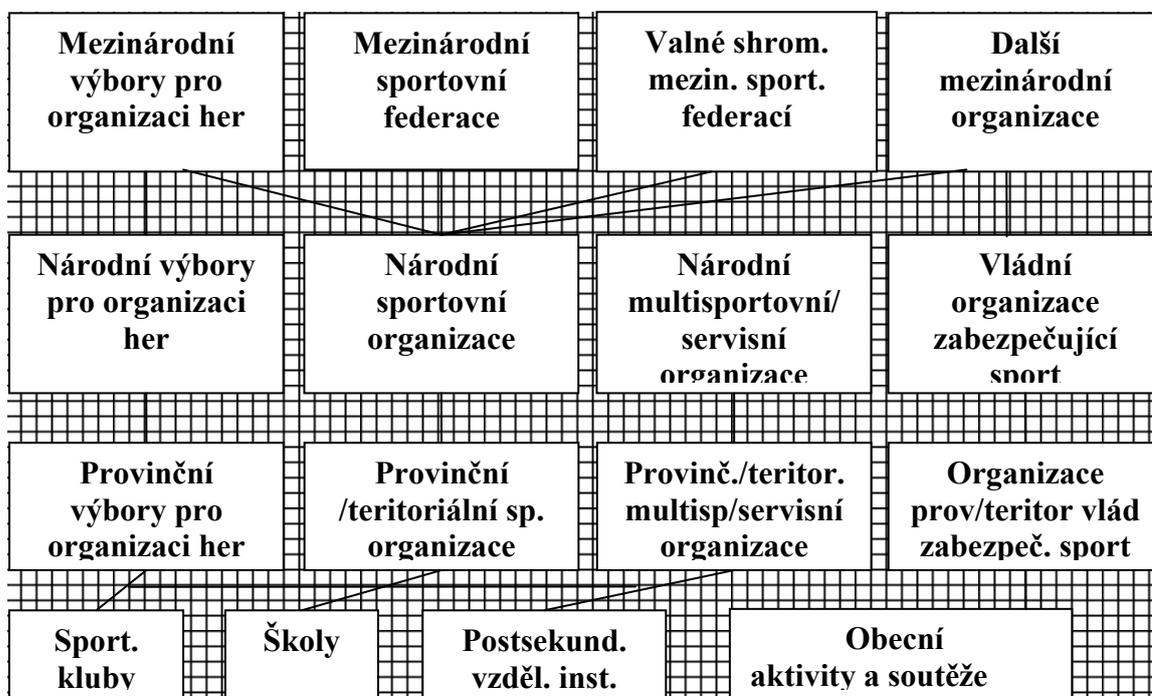 Mezinárodní
výbory pro
organizaci her
Mezinárodní
sportovní
federace
Valné shrom.
mezin. sport.
federací
Další
mezinárodní
organizace
Národní výbory
pro organizaci
her
Národní
sportovní
organizace
Národní
multisportovní/
servisní
organizace
Vládní
organizace
zabezpečující
sport
Provinční
výbory pro
organizaci her
Provinční
/teritoriální sp.
organizace
Provinč./teritor.
multisp/servisní
organizace
Organizace
prov/teritor vlád
zabezpeč. sport
Sport.
kluby
Školy
Postsekund.
vzděl. inst.
Obecní
aktivity a soutěže